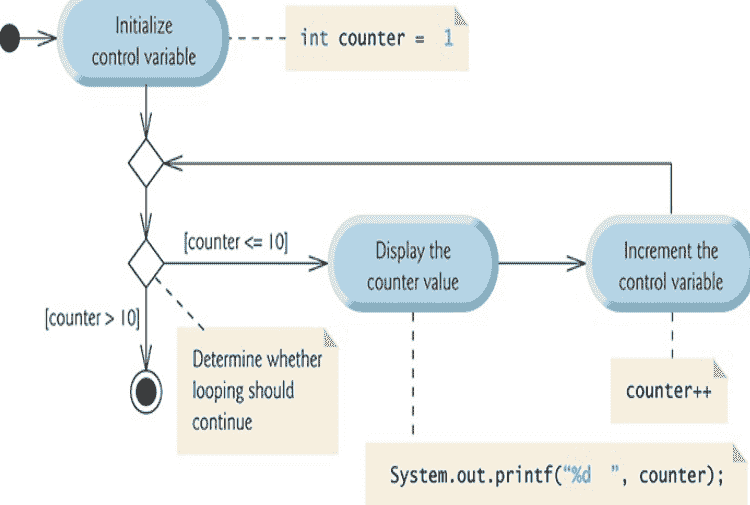 Initialize
control variable
int counter = 1
[counter <= 10]
Display the
counter value
Increment the
control variable
[counter > 10]
Determine whether
looping should
continue
counter++
System.out.printf(“%d ”, counter);